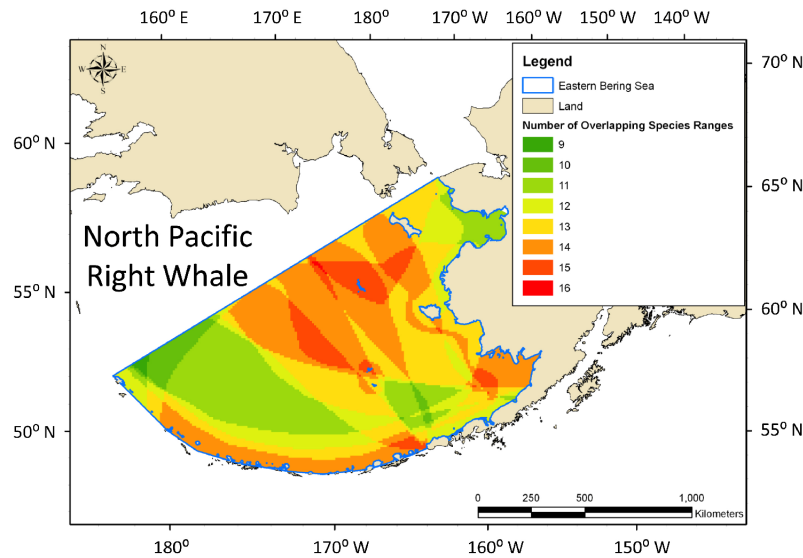 160° E 170° E 180° 170° W 160° W 150° W 140° W
N
W E
S
Legend
Eastern Bering Sea
Land
Number of Overlapping Species Ranges
9
10
11
12
13
14
15
16
70° N
60° N
65° N
North Pacific
Right Whale
55° N
60° N
50° N
55° N
0 250 500 1,000
Kilometers
180° 170° W 160° W 150° W